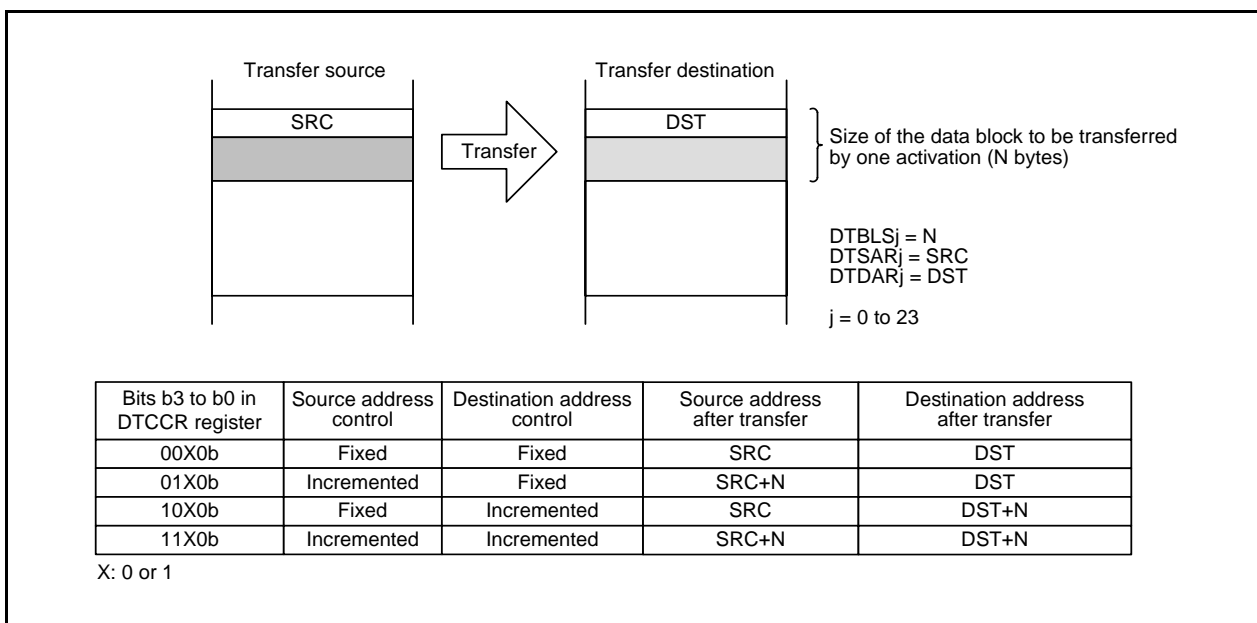 Transfer source
Transfer destination
SRC
Transfer
DST
Size of the data block to be transferred
by one activation (N bytes)
DTBLSj = N
DTSARj = SRC
DTDARj = DST
j = 0 to 23
Bits b3 to b0 in
DTCCR register
Source address
control
Destination address
control
Source address
after transfer
Destination address
after transfer
00X0b Fixed Fixed SRC DST
01X0b Incremented Fixed SRC+N DST
10X0b Fixed Incremented SRC DST+N
11X0b Incremented Incremented SRC+N DST+N
X: 0 or 1